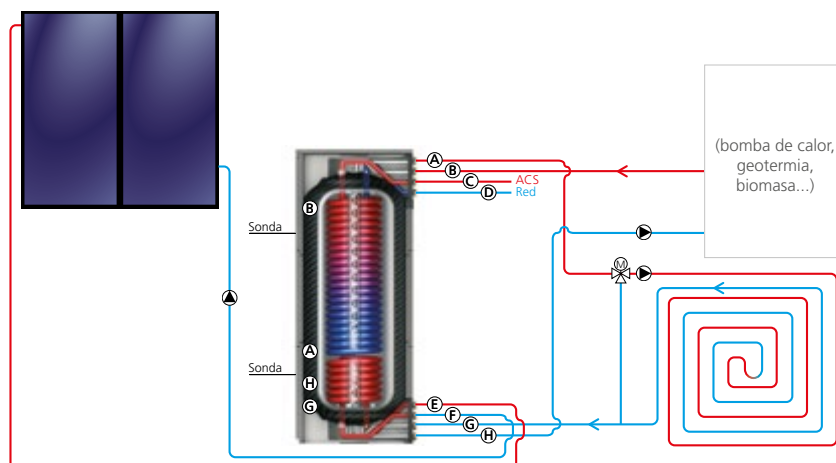 (bomba de calor,
geotermia,
biomasa...)
A
B
C
ACS
D
Red
B
Sonda
M
A
Sonda
H
G
E
F
G
H